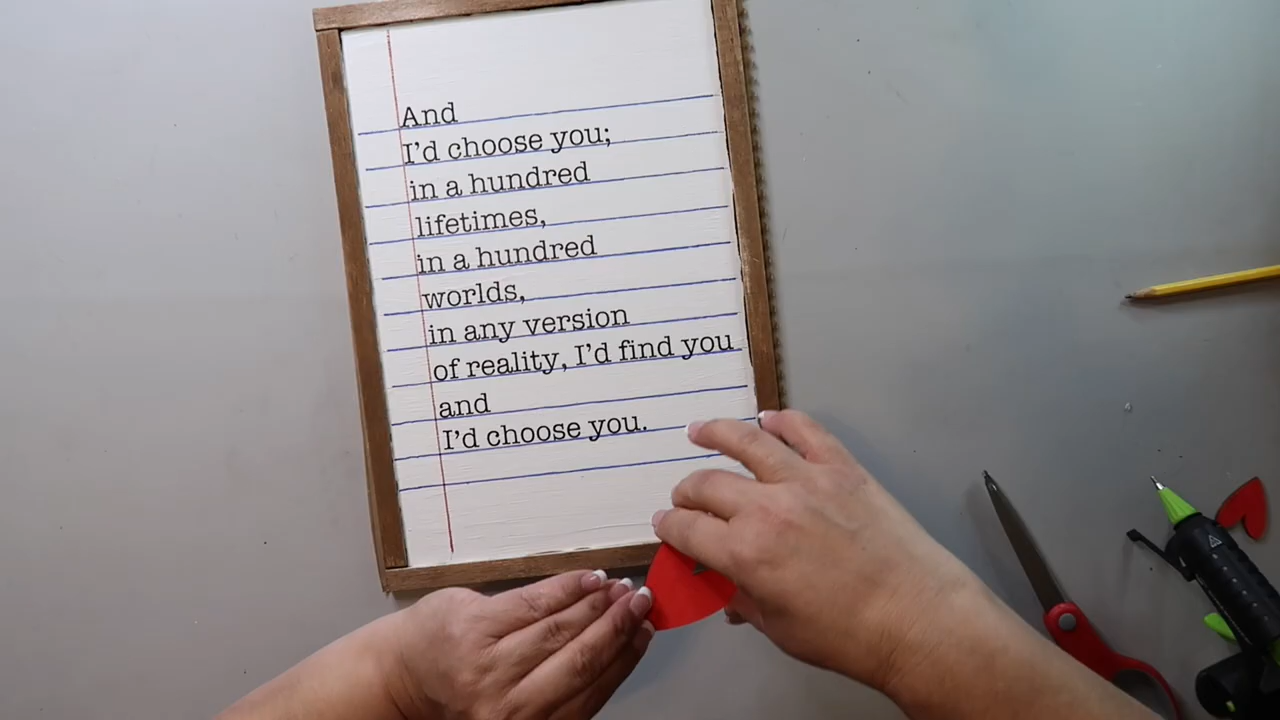 And
I'd choose you;
in a hundred
lifetimes,
in a hundred
worlds,
in any version
of reality, I'd find you
and
I'd choose you.